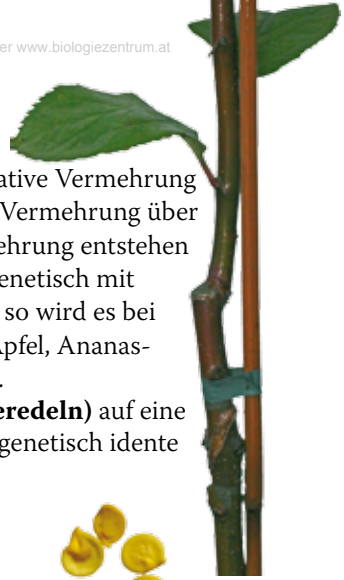 er www.biologiezentrum.at
ative Vermehrung
Vermehrung über
ehrung entstehen
enetisch mit
so wird es bei
Apfel, Ananas-
.
eredeln) auf eine
genetisch idente